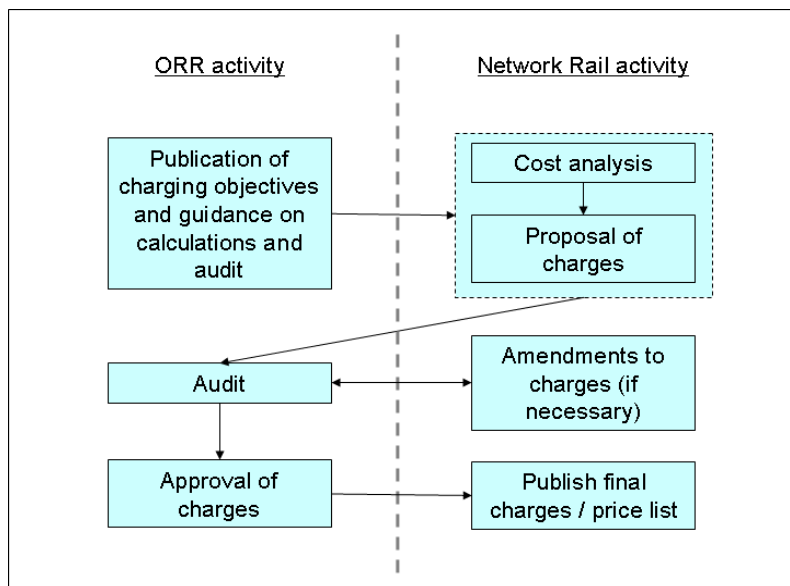 ORR activity
Network Rail activity
Publication of
charging objectives
and guidance on
calculations and
audit
Cost analysis
Proposal of
charges
Audit
Amendments to
charges (if
necessary)
Approval of
charges
Publish final
charges / price list